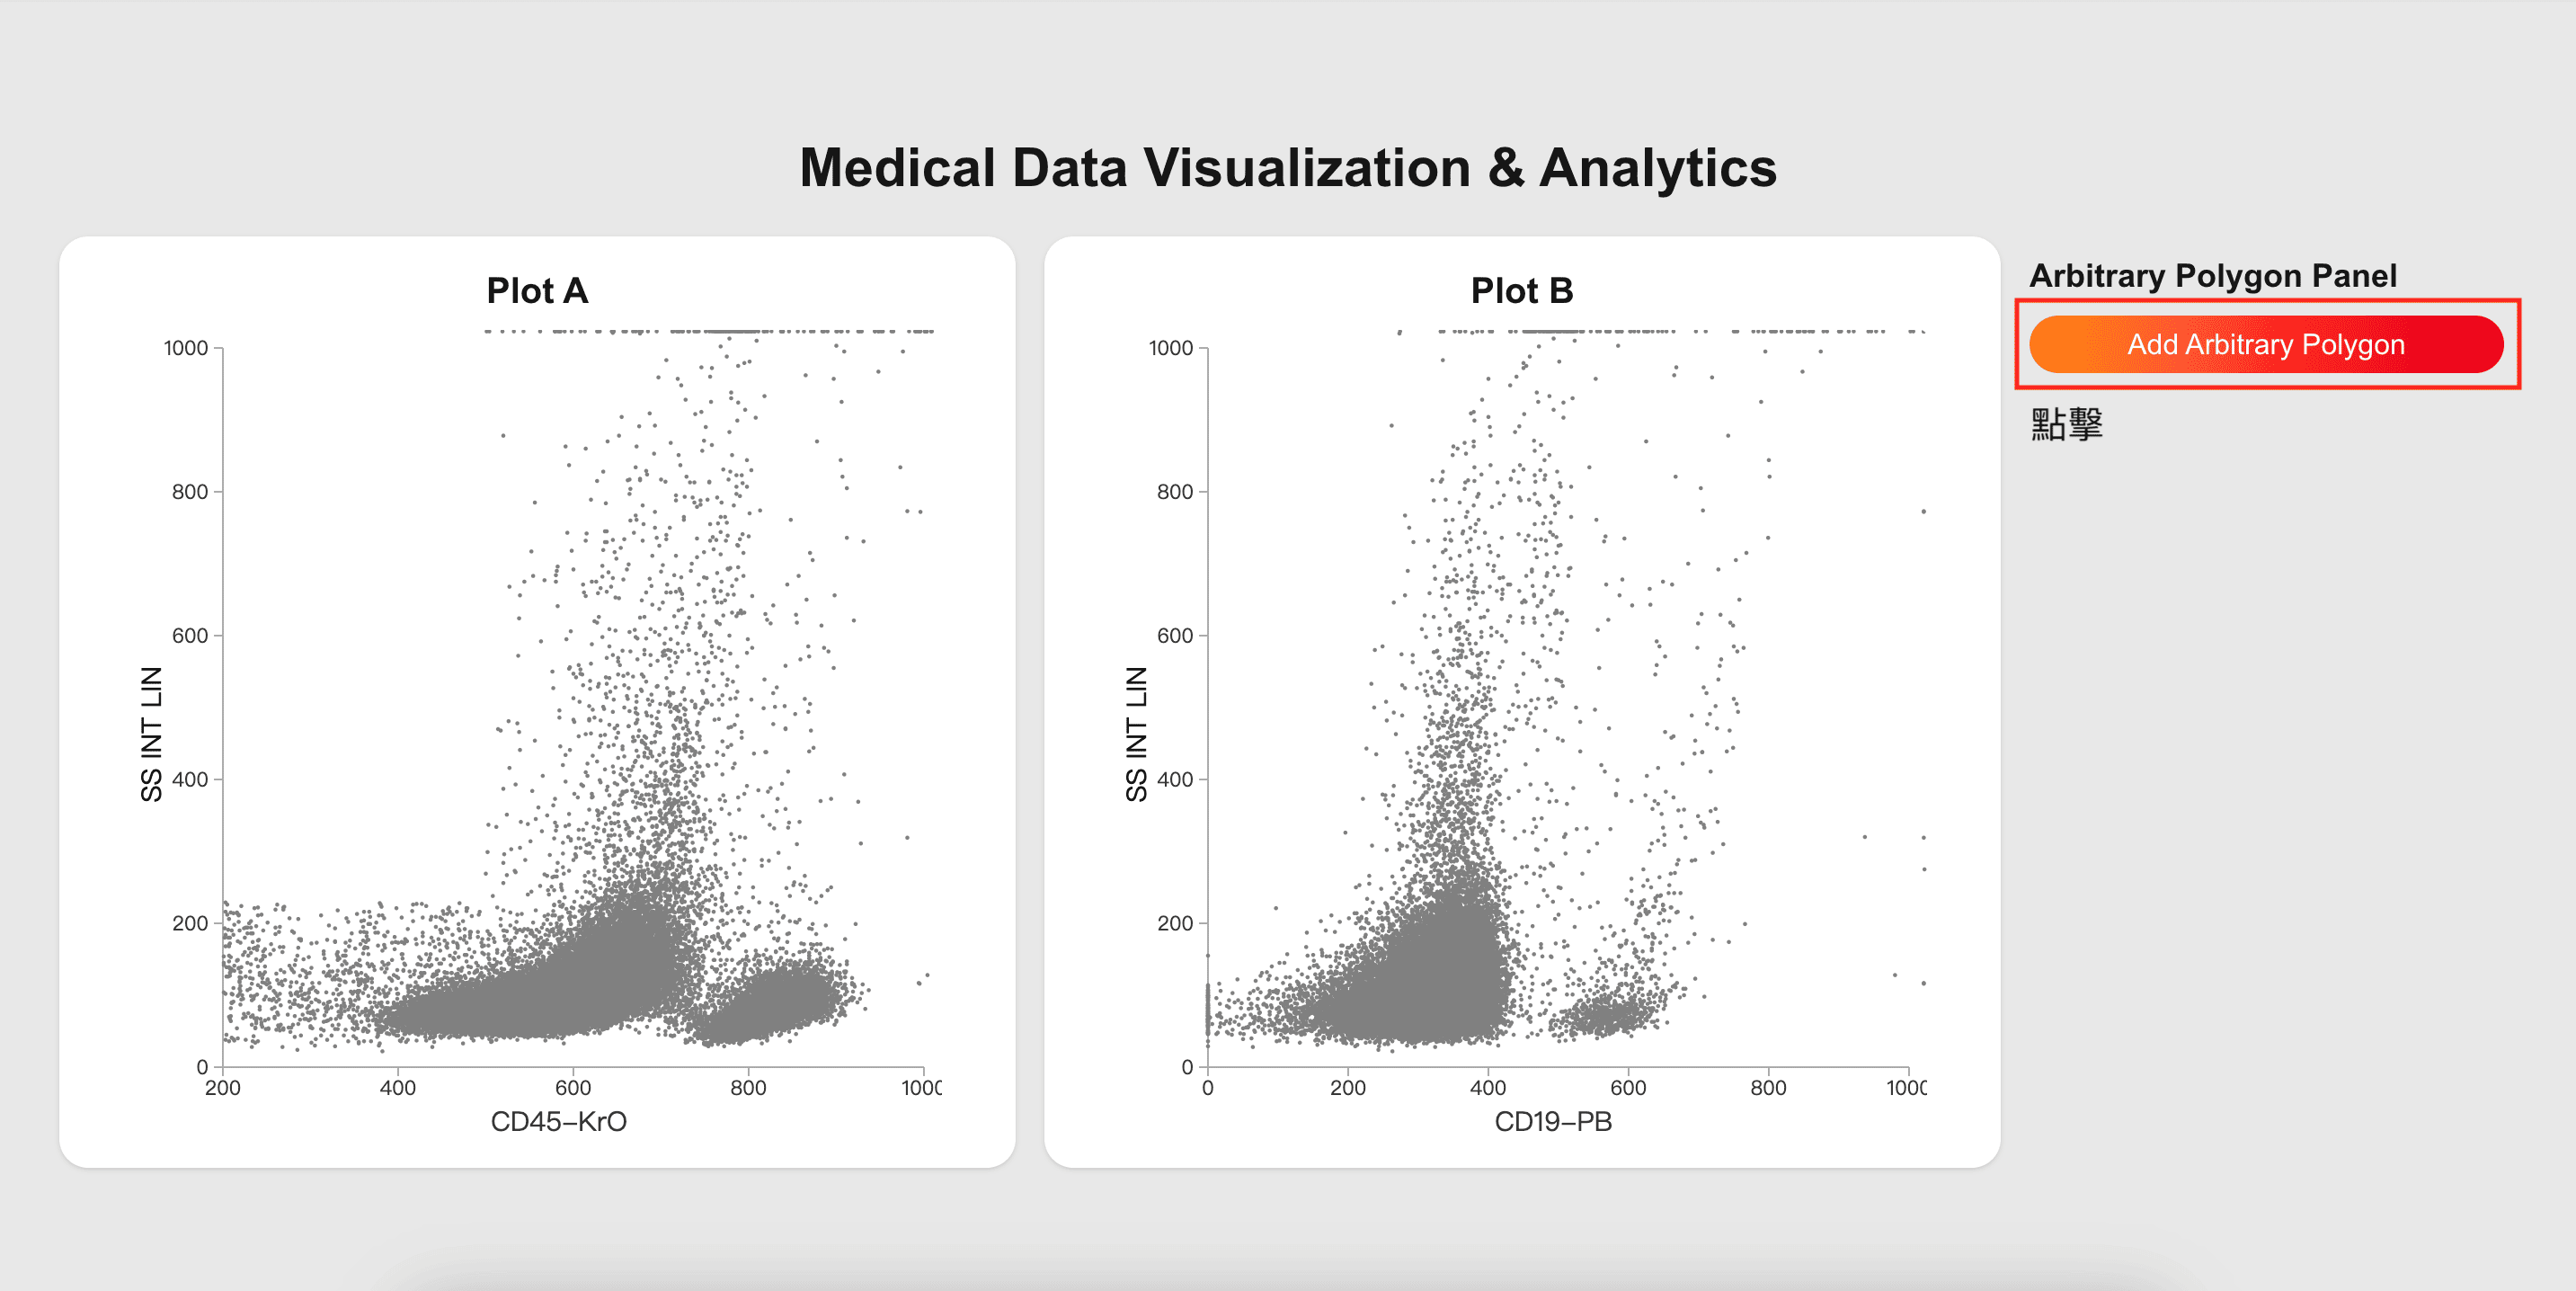 Medical Data Visualization & Analytics
Plot A
1000
800
600
400
200
0
SS INT LIN
200 400 600 800 1000
CD45-KrO
Plot B
1000
800
600
400
200
0
SS INT LIN
0 200 400 600 800 1000
CD19-PB
Arbitrary Polygon Panel
Add Arbitrary Polygon
點擊